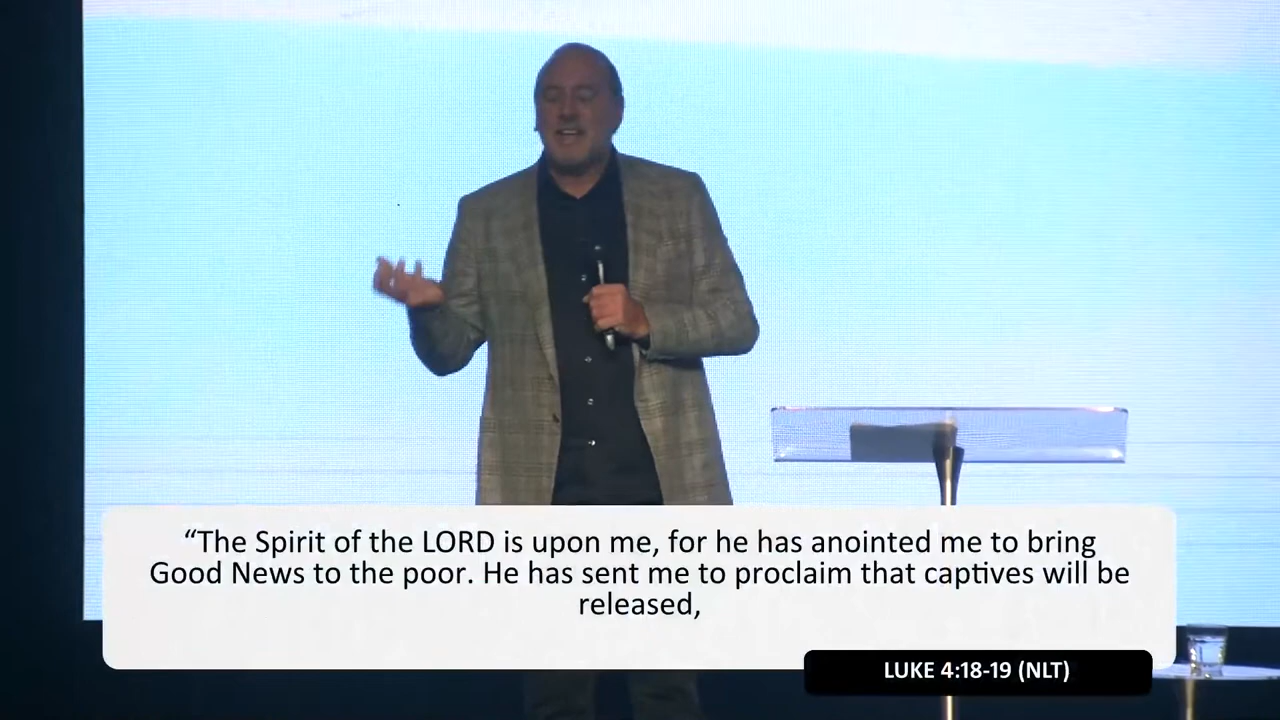 “The Spirit of the LORD is upon me, for he has anointed me to bring
Good News to the poor. He has sent me to proclaim that captives will be
released,
LUKE 4:18-19 (NLT)